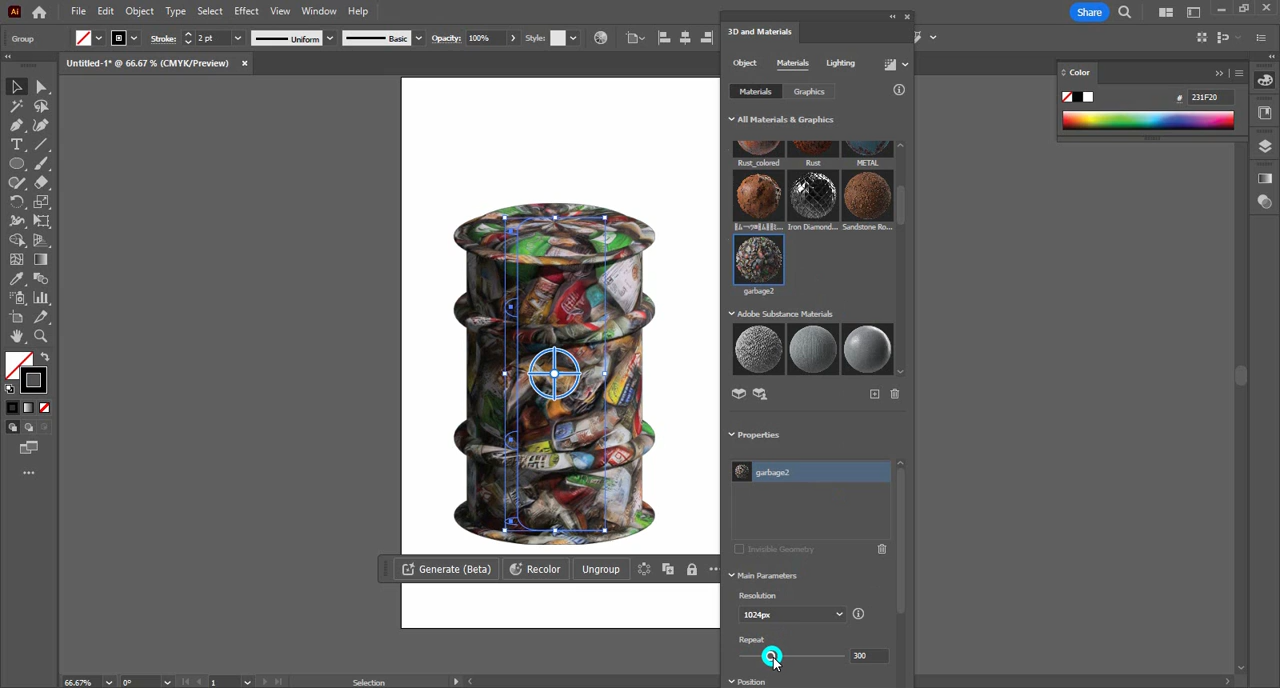 Ai File Edit Object Type Select Effect View Window Help
Share
Group Stroke: 2 pt Uniform Basic Opacity: 100% Style:
Untitled-1* @ 66.67 % (CMYK/Preview)
3D and Materials
Object Materials Lighting
Materials Graphics
All Materials & Graphics
Rust_colored Rust METAL
Iron Diamond... Sandstone Ro...
garbage2
Adobe Substance Materials
Properties
garbage2
Invisible Geometry
Main Parameters
Resolution
1024px
Repeat
300
Position
Color
# 231F20
Generate (Beta) Recolor Ungroup
66.67% 0° 1 Selection